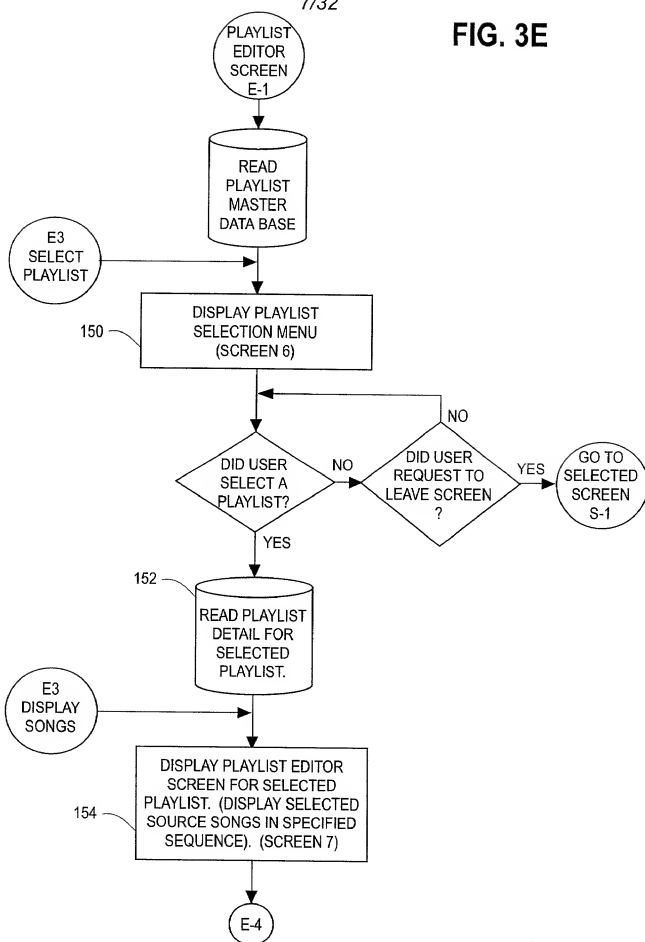 7/32
FIG. 3E
PLAYLIST
EDITOR
SCREEN
E-1
READ
PLAYLIST
MASTER
DATA BASE
E3
SELECT
PLAYLIST
150
DISPLAY PLAYLIST
SELECTION MENU
(SCREEN 6)
DID USER
SELECT A
PLAYLIST?
NO
DID USER
REQUEST TO
LEAVE SCREEN
?
NO
YES
GO TO
SELECTED
SCREEN
S-1
YES
152
READ PLAYLIST
DETAIL FOR
SELECTED
PLAYLIST.
E3
DISPLAY
SONGS
154
DISPLAY PLAYLIST EDITOR
SCREEN FOR SELECTED
PLAYLIST. (DISPLAY SELECTED
SOURCE SONGS IN SPECIFIED
SEQUENCE). (SCREEN 7)
E-4